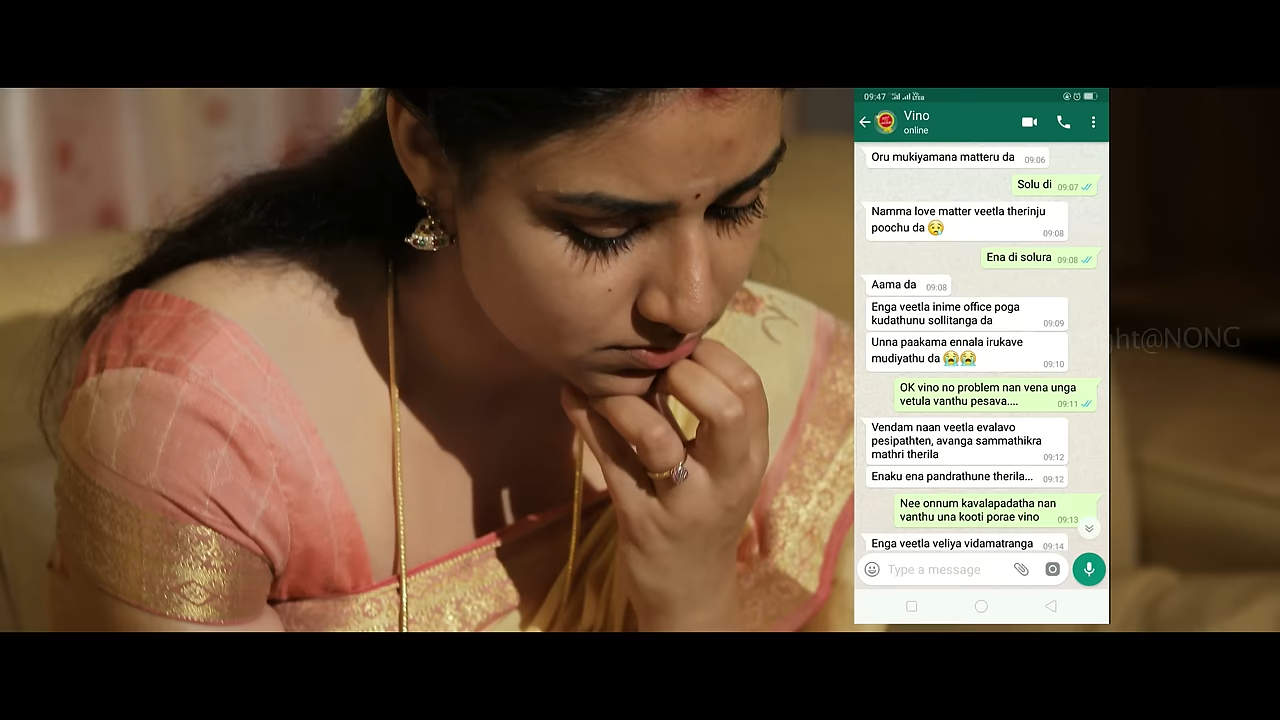 09:47
Vino
online
Oru mukiyamana matteru da 09:06
Solu di 09:07
Namma love matter veetla therinju
poochu da 😢 09:08
Ena di solura 09:08
Aama da 09:08
Enga veetla inime office poga
kudathunu sollitanga da 09:09
Unna paakama ennala irukave
mudiyathu da 😭😭 09:10
OK vino no problem nan vena unga
vetula vanthu pesava.... 09:11
Vendam naan veetla evalavo
pesipathten, avanga sammathikra
mathri therila 09:12
Enaku ena pandrathune therila... 09:12
Nee onnum kavalapadatha nan
vanthu una kooti porae vino 09:13
Enga veetla veliya vidamatranga 09:14
Type a message
ght@NONG